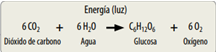 Energía (luz)
6 CO₂ + 6 H₂O → C₆H₁₂O₆ + 6 O₂
Dióxido de carbono Agua Glucosa Oxígeno